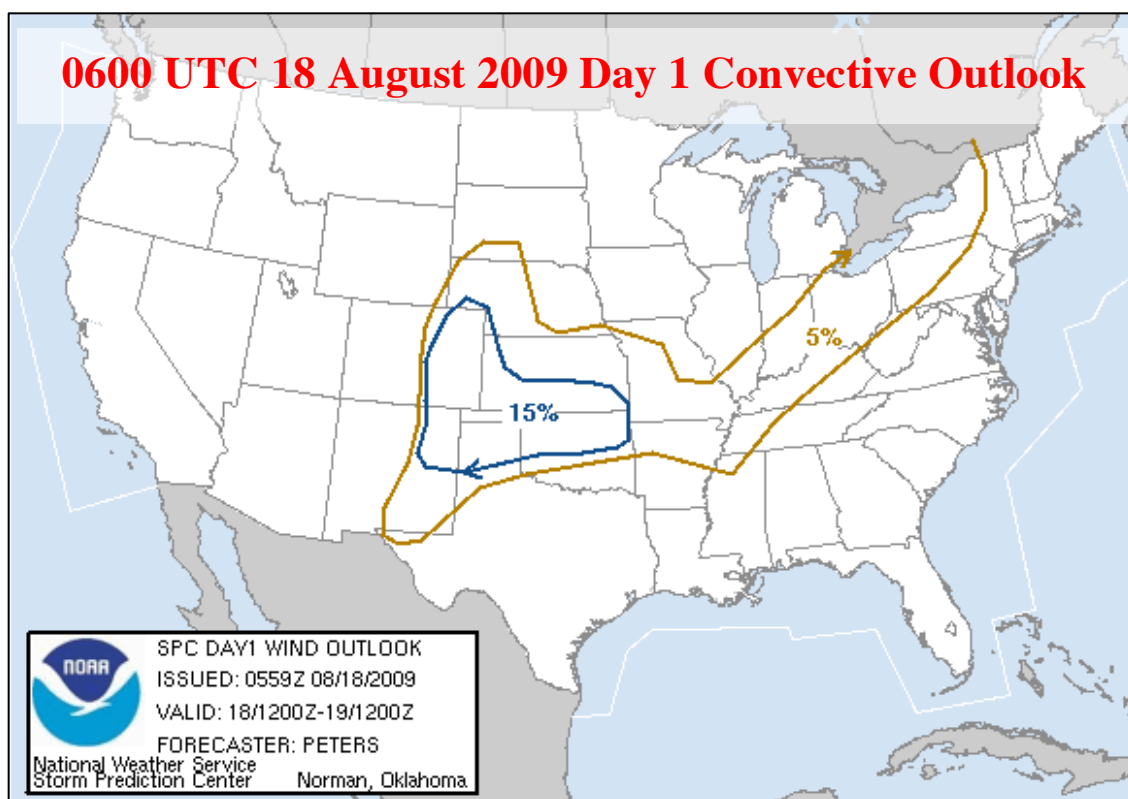 0600 UTC 18 August 2009 Day 1 Convective Outlook
5%
15%
NOAA
SPC DAY1 WIND OUTLOOK
ISSUED: 0559Z 08/18/2009
VALID: 18/1200Z-19/1200Z
FORECASTER: PETERS
National Weather Service
Storm Prediction Center Norman, Oklahoma